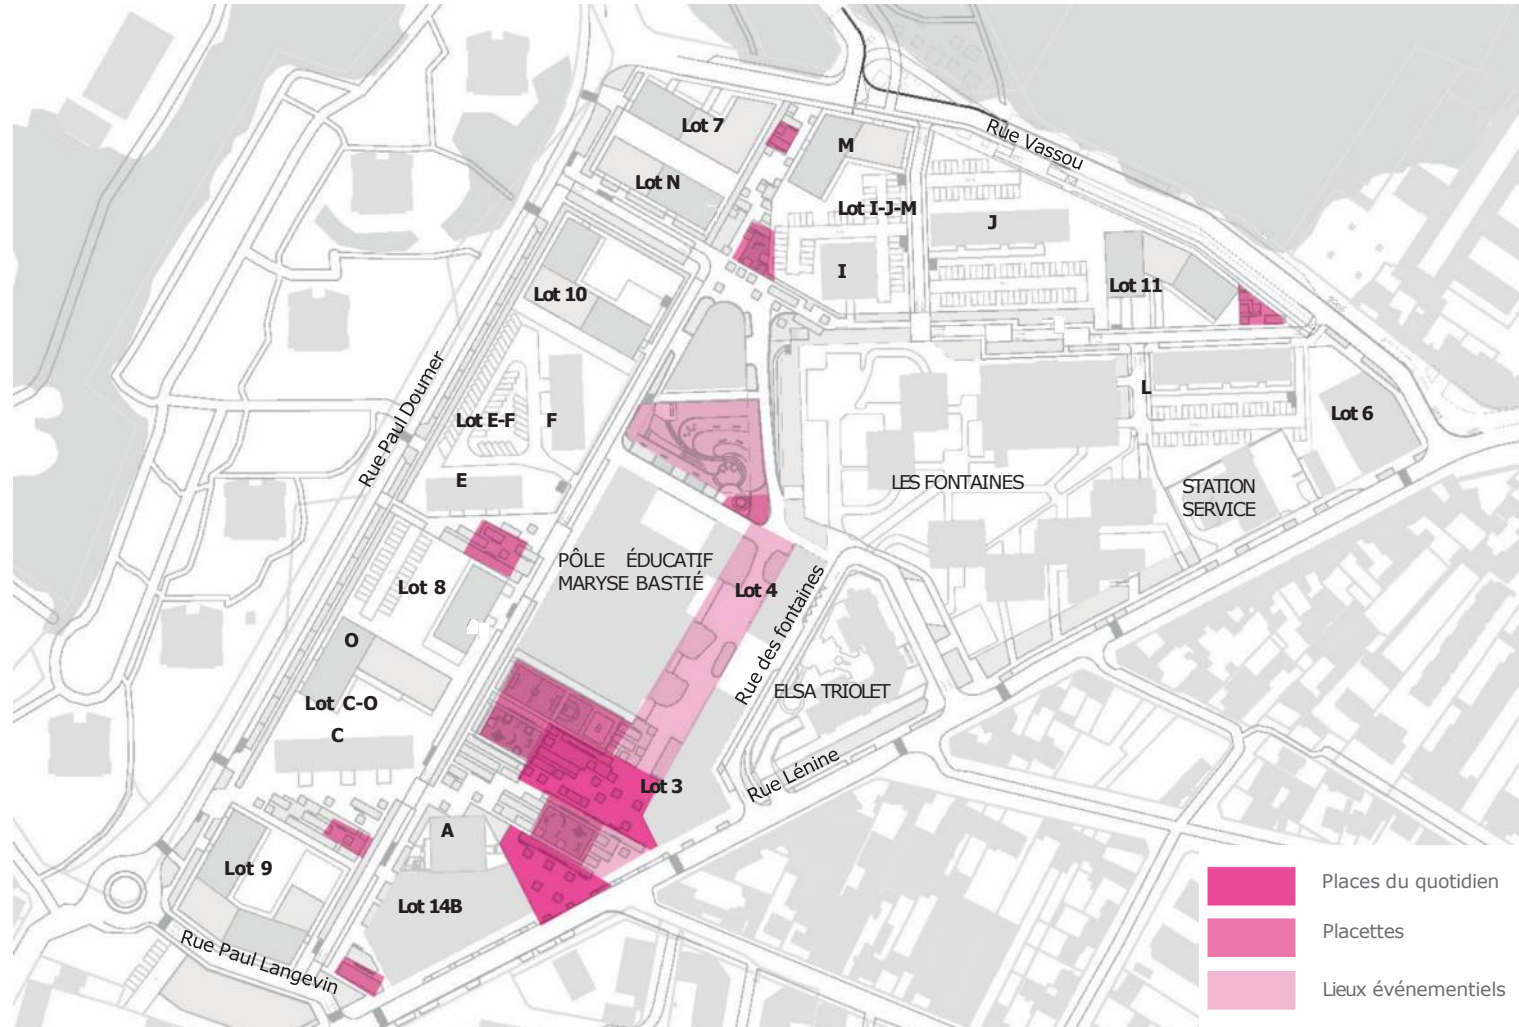 Lot 7
M
Rue Vassou
Lot N
Lot I-J-M
J
I
Lot 10
Lot 11
Rue Paul Doumer
Lot E-F
F
L
Lot 6
E
LES FONTAINES
STATION
SERVICE
PÔLE ÉDUCATIF
MARYSE BASTIÉ
Lot 8
Lot 4
Rue des fontaines
O
ELSA TRIOLET
Lot C-O
C
Lot 3
Rue Lénine
A
Lot 9
Lot 14B
Rue Paul Langevin
Places du quotidien
Placettes
Lieux événementiels